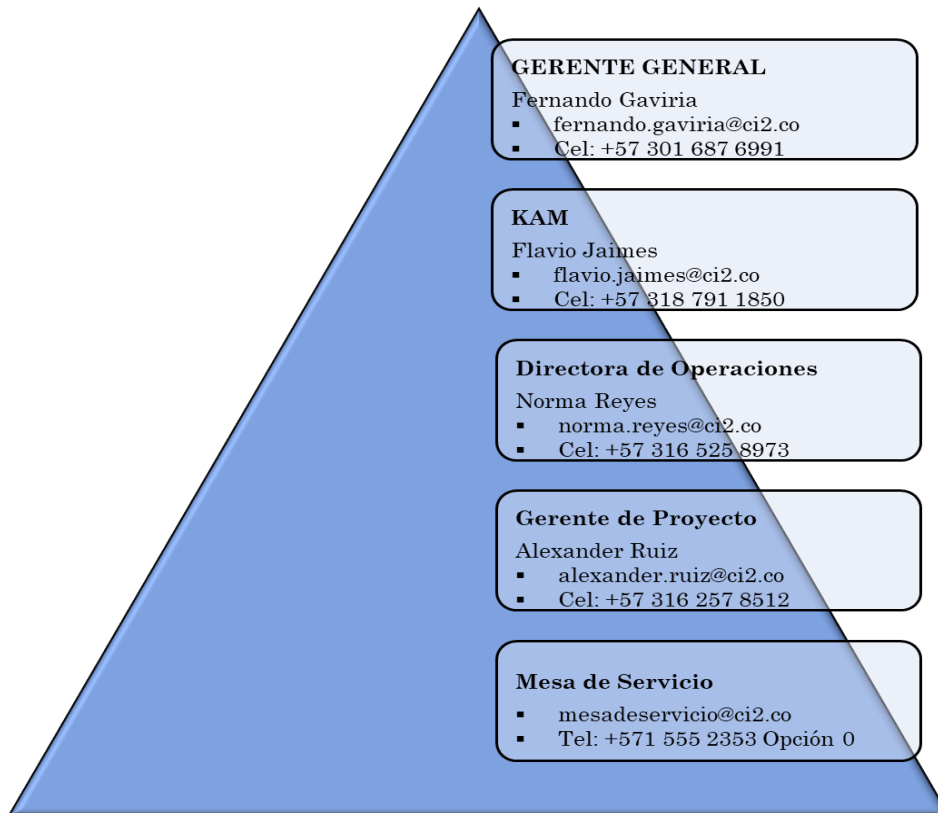 GERENTE GENERAL
Fernando Gaviria
▪ fernando.gaviria@ci2.co
▪ Cel: +57 301 687 6991
KAM
Flavio Jaimes
▪ flavio.jaimes@ci2.co
▪ Cel: +57 318 791 1850
Directora de Operaciones
Norma Reyes
▪ norma.reyes@ci2.co
▪ Cel: +57 316 525 8973
Gerente de Proyecto
Alexander Ruiz
▪ alexander.ruiz@ci2.co
▪ Cel: +57 316 257 8512
Mesa de Servicio
▪ mesadeservicio@ci2.co
▪ Tel: +571 555 2353 Opción 0